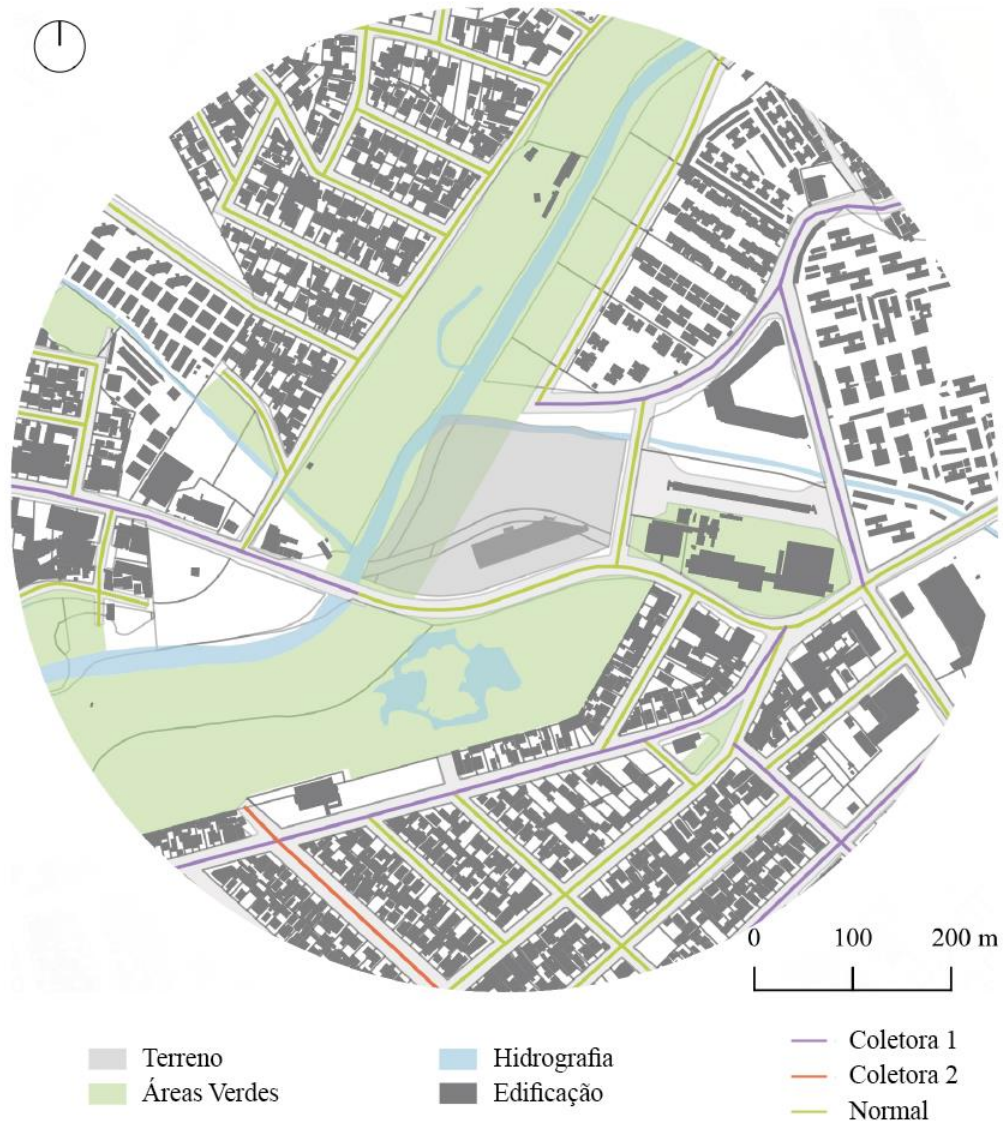 0 100 200 m
Terreno
Áreas Verdes
Hidrografia
Edificação
Coletora 1
Coletora 2
Normal